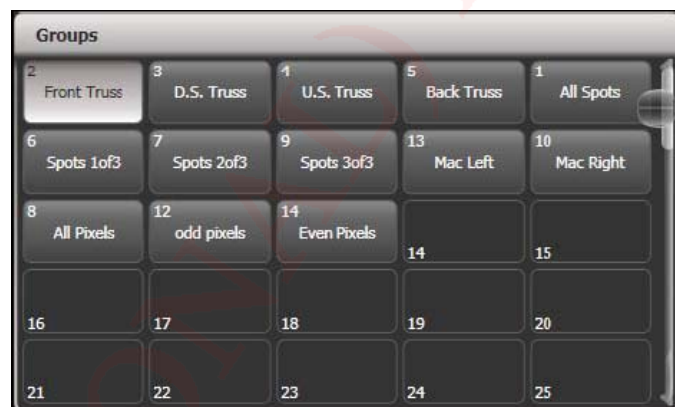 Groups
2 3 4 5 1
Front Truss D.S. Truss U.S. Truss Back Truss All Spots
6 7 9 13 10
Spots 1of3 Spots 2of3 Spots 3of3 Mac Left Mac Right
8 12 14
All Pixels odd pixels Even Pixels
14 15
16 17 18 19 20
21 22 23 24 25